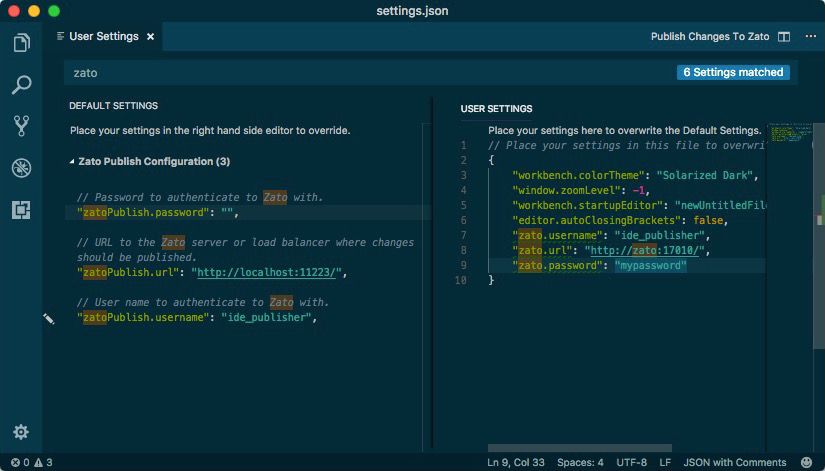 settings.json
User Settings ×
Publish Changes To Zato
zato
6 Settings matched
DEFAULT SETTINGS
Place your settings in the right hand side editor to override.
Zato Publish Configuration (3)
// Password to authenticate to Zato with.
"zatoPublish.password": "",
// URL to the Zato server or load balancer where changes
should be published.
"zatoPublish.url": "http://localhost:11223/",
// User name to authenticate to Zato with.
"zatoPublish.username": "ide_publisher",
USER SETTINGS
Place your settings here to overwrite the Default Settings.
1 // Place your settings in this file to overwri
2 {
3 "workbench.colorTheme": "Solarized Dark",
4 "window.zoomLevel": -1,
5 "workbench.startupEditor": "newUntitledFil
6 "editor.autoClosingBrackets": false,
7 "zato.username": "ide_publisher",
8 "zato.url": "http://zato:17010/",
9 "zato.password": "mypassword"
10 }
0 3
Ln 9, Col 33 Spaces: 4 UTF-8 LF JSON with Comments